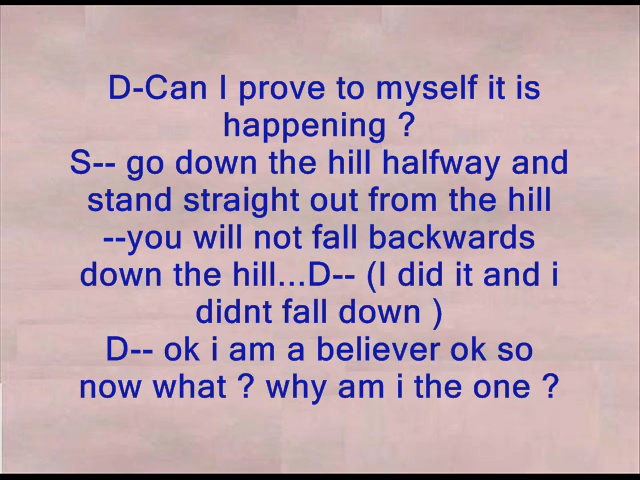 D-Can I prove to myself it is
happening ?
S-- go down the hill halfway and
stand straight out from the hill
--you will not fall backwards
down the hill...D-- (I did it and i
didnt fall down )
D-- ok i am a believer ok so
now what ? why am i the one ?